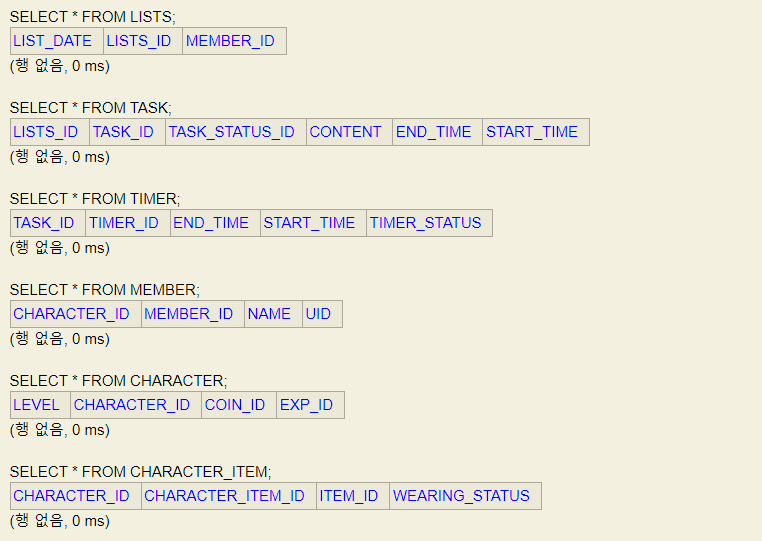 SELECT * FROM LISTS;
LIST_DATE LISTS_ID MEMBER_ID
(행 없음, 0 ms)
SELECT * FROM TASK;
LISTS_ID TASK_ID TASK_STATUS_ID CONTENT END_TIME START_TIME
(행 없음, 0 ms)
SELECT * FROM TIMER;
TASK_ID TIMER_ID END_TIME START_TIME TIMER_STATUS
(행 없음, 0 ms)
SELECT * FROM MEMBER;
CHARACTER_ID MEMBER_ID NAME UID
(행 없음, 0 ms)
SELECT * FROM CHARACTER;
LEVEL CHARACTER_ID COIN_ID EXP_ID
(행 없음, 0 ms)
SELECT * FROM CHARACTER_ITEM;
CHARACTER_ID CHARACTER_ITEM_ID ITEM_ID WEARING_STATUS
(행 없음, 0 ms)